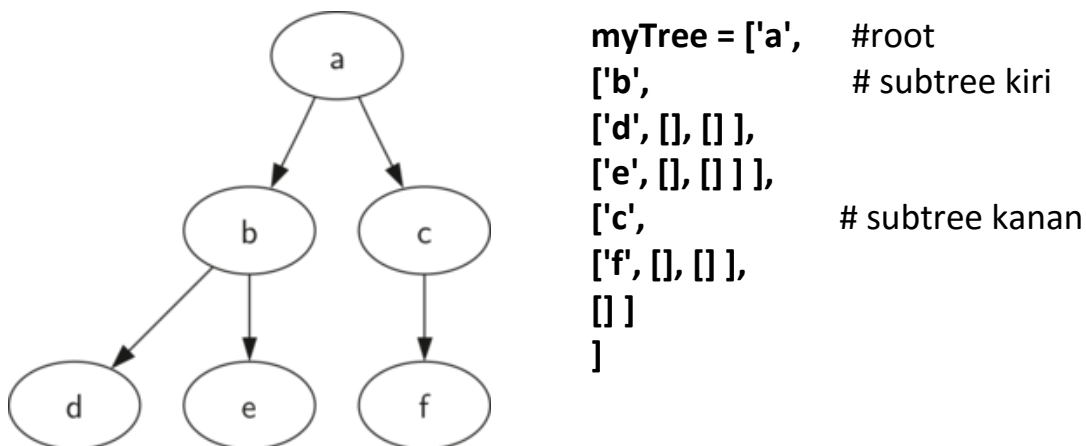 a
b
c
d
e
f
myTree = ['a', #root
['b', # subtree kiri
['d', [], [] ],
['e', [], [] ] ],
['c', # subtree kanan
['f', [], [] ],
[] ]
]